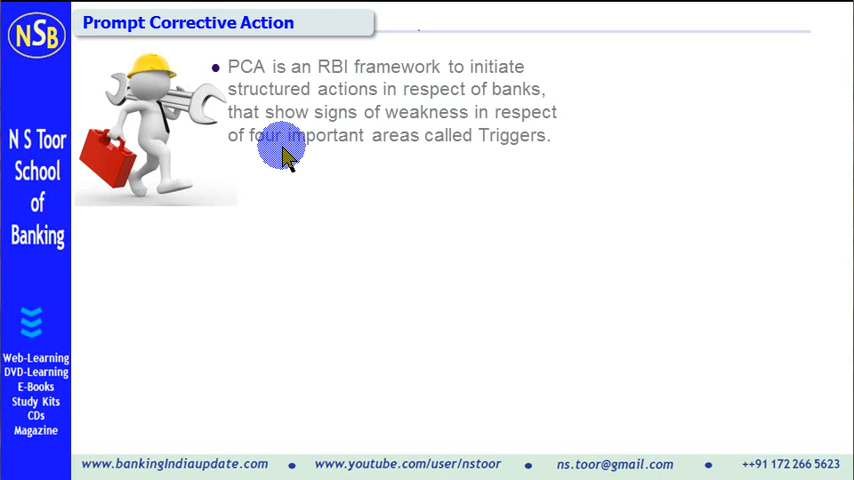 NSB
Prompt Corrective Action
PCA is an RBI framework to initiate
structured actions in respect of banks,
that show signs of weakness in respect
of four important areas called Triggers.
N S Toor
School
of
Banking
Web-Learning
DVD-Learning
E-Books
Study Kits
CDs
Magazine
www.bankingindiaupdate.com ● www.youtube.com/user/nstoor ● ns.toor@gmail.com ● ++91 172 266 5623